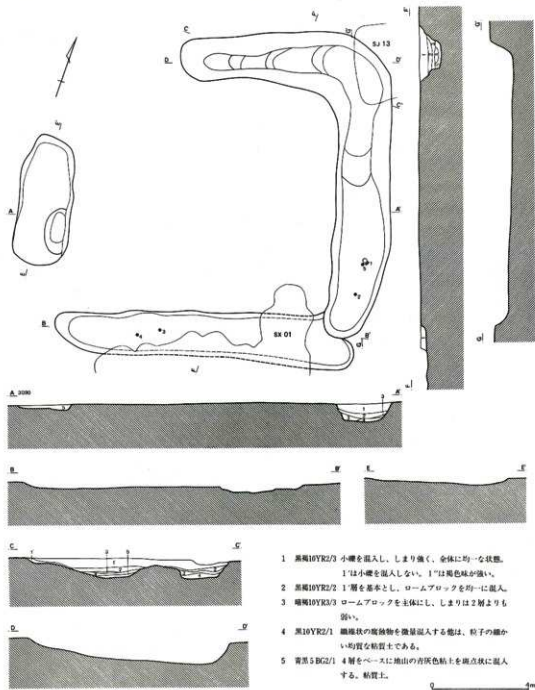 C
D
SJ 13
D'
C'
A
A'
1
2
B
4
3
SX 01
B'
A
A'
3
B
B'
E
E'
C
C'
D
D'
1 黒褐10YR2/3 小礫を混入し、しまり強く、全体に均一な状態。
1'は小礫を混入しない。1"は褐色味が強い。
2 黒褐10YR2/2 1'層を基本とし、ロームブロックを均一に混入。
3 暗褐10YR3/3 ロームブロックを主体にし、しまりは2層よりも
弱い。
4 黒10YR2/1 繊維状の腐蝕物を微量混入する他は、粒子の細か
い均質な粘質土である。
5 青黒5BG2/1 4層をベースに地山の青灰色粘土を斑点状に混入
する。粘質土。
0 4m